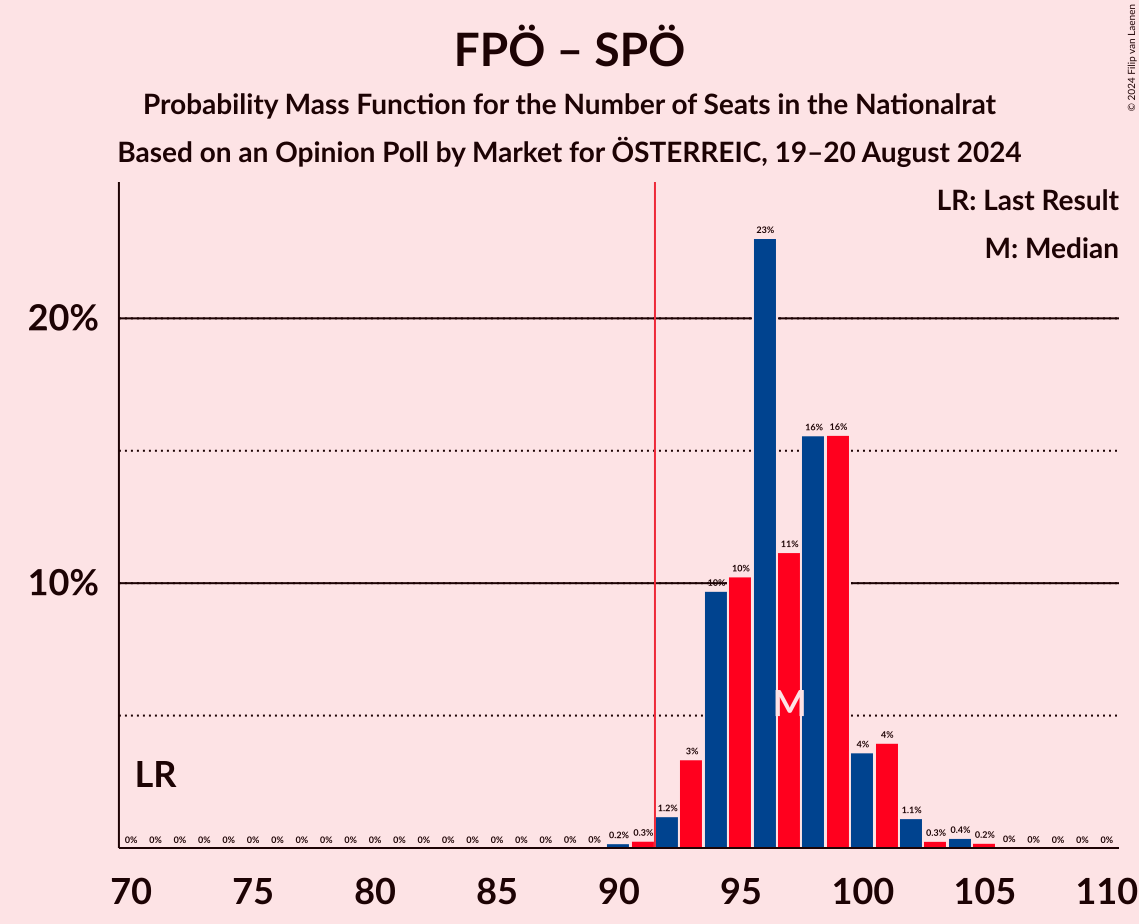 FPÖ – SPÖ
Probability Mass Function for the Number of Seats in the Nationalrat
Based on an Opinion Poll by Market for ÖSTERREIC, 19–20 August 2024
© 2024 Filip van Laenen
LR: Last Result
M: Median
23%
20%
16% 16%
11%
10% 10%
10%
M
4% 4%
3%
LR
1.2% 1.1%
0% 0% 0% 0% 0% 0% 0% 0% 0% 0% 0% 0% 0% 0% 0% 0% 0% 0% 0% 0% 0.2% 0.3% 0.3% 0.4% 0.2% 0% 0% 0% 0% 0%
70 75 80 85 90 95 100 105 110